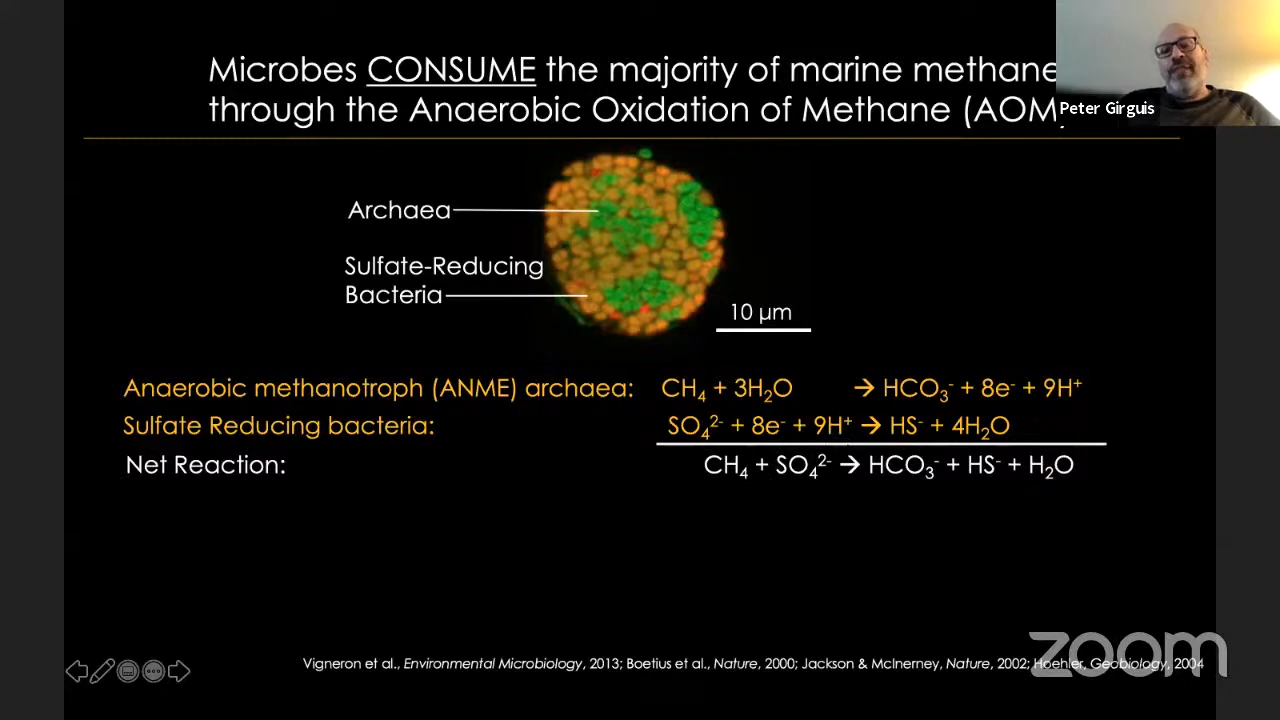 Microbes CONSUME the majority of marine methane
through the Anaerobic Oxidation of Methane (AOM)
Peter Girguis
Archaea
Sulfate-Reducing
Bacteria
10 µm
Anaerobic methanotroph (ANME) archaea: CH₄ + 3H₂O → HCO₃⁻ + 8e⁻ + 9H⁺
Sulfate Reducing bacteria: SO₄²⁻ + 8e⁻ + 9H⁺ → HS⁻ + 4H₂O
Net Reaction: CH₄ + SO₄²⁻ → HCO₃⁻ + HS⁻ + H₂O
zoom
Vigneron et al., Environmental Microbiology, 2013; Boetius et al., Nature, 2000; Jackson & McInerney, Nature, 2002; Hoehler, Geobiology, 2004